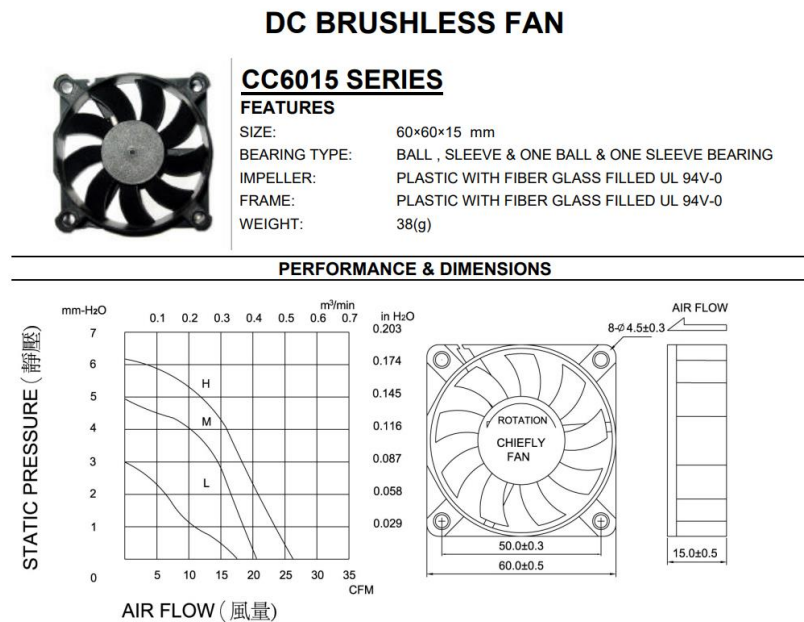 DC BRUSHLESS FAN
CC6015 SERIES
FEATURES
SIZE: 60×60×15 mm
BEARING TYPE: BALL , SLEEVE & ONE BALL & ONE SLEEVE BEARING
IMPELLER: PLASTIC WITH FIBER GLASS FILLED UL 94V-0
FRAME: PLASTIC WITH FIBER GLASS FILLED UL 94V-0
WEIGHT: 38(g)
PERFORMANCE & DIMENSIONS
STATIC PRESSURE (靜壓)
mm-H₂O
7
6
5
4
3
2
1
0
m³/min
0.1 0.2 0.3 0.4 0.5 0.6 0.7
in H₂O
0.203
0.174
0.145
0.116
0.087
0.058
0.029
H
M
L
5 10 15 20 25 30 35
CFM
AIR FLOW (風量)
8-Ø 4.5±0.3
AIR FLOW
ROTATION
CHIEFLY
FAN
50.0±0.3
60.0±0.5
15.0±0.5